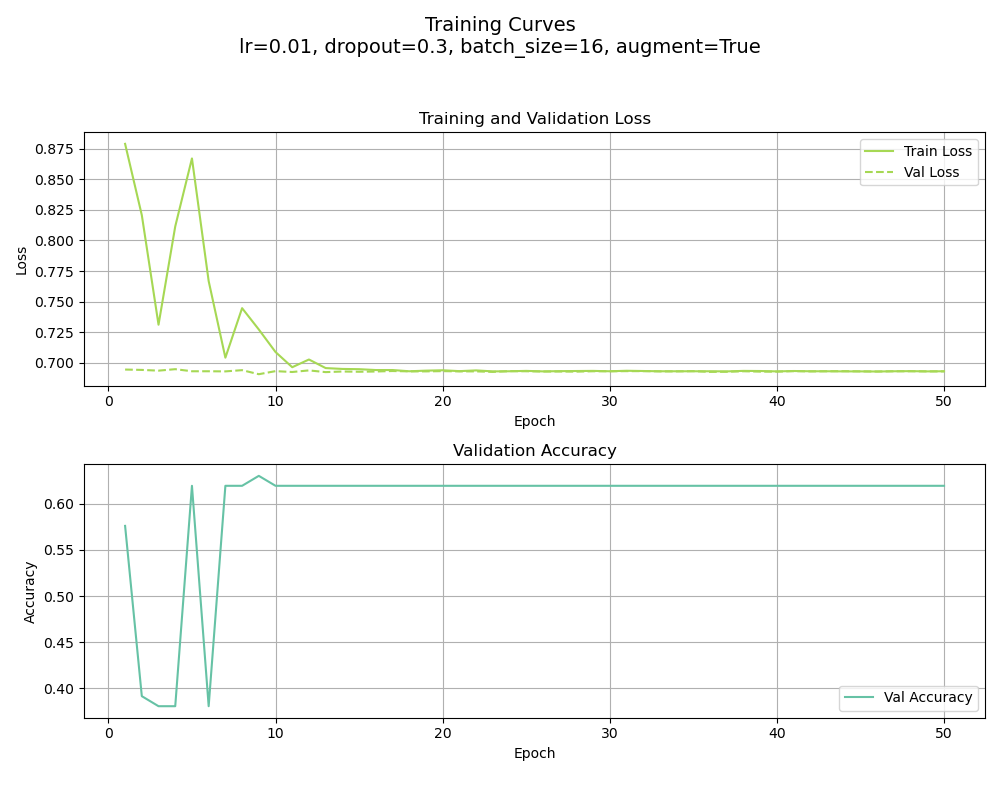 Training Curves
lr=0.01, dropout=0.3, batch_size=16, augment=True
Training and Validation Loss
0.875
0.850
0.825
0.800
0.775
0.750
0.725
0.700
Loss
Train Loss
Val Loss
0 10 20 30 40 50
Epoch
Validation Accuracy
0.60
0.55
0.50
0.45
0.40
Accuracy
Val Accuracy
0 10 20 30 40 50
Epoch